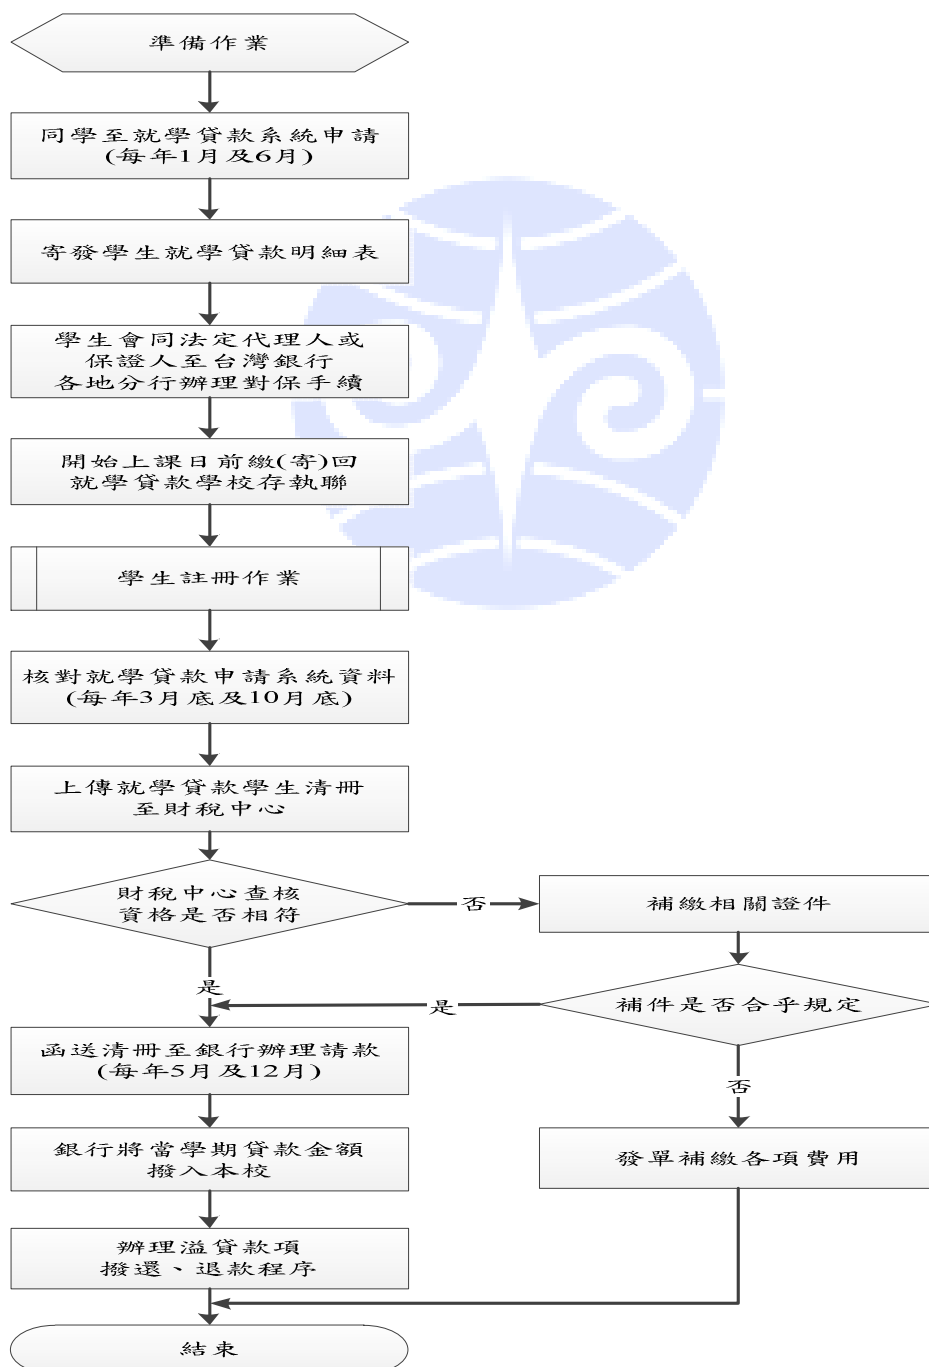 準備作業
同學至就學貸款系統申請
(每年1月及6月)
寄發學生就學貸款明細表
學生會同法定代理人或
保證人至台灣銀行
各地分行辦理對保手續
開始上課日前繳(寄)回
就學貸款學校存執聯
學生註冊作業
核對就學貸款申請系統資料
(每年3月底及10月底)
上傳就學貸款學生清冊
至財稅中心
財稅中心查核
資格是否相符
否
補繳相關證件
是
是
補件是否合乎規定
函送清冊至銀行辦理請款
(每年5月及12月)
否
銀行將當學期貸款金額
撥入本校
發單補繳各項費用
辦理溢貸款項
撥還、退款程序
結束